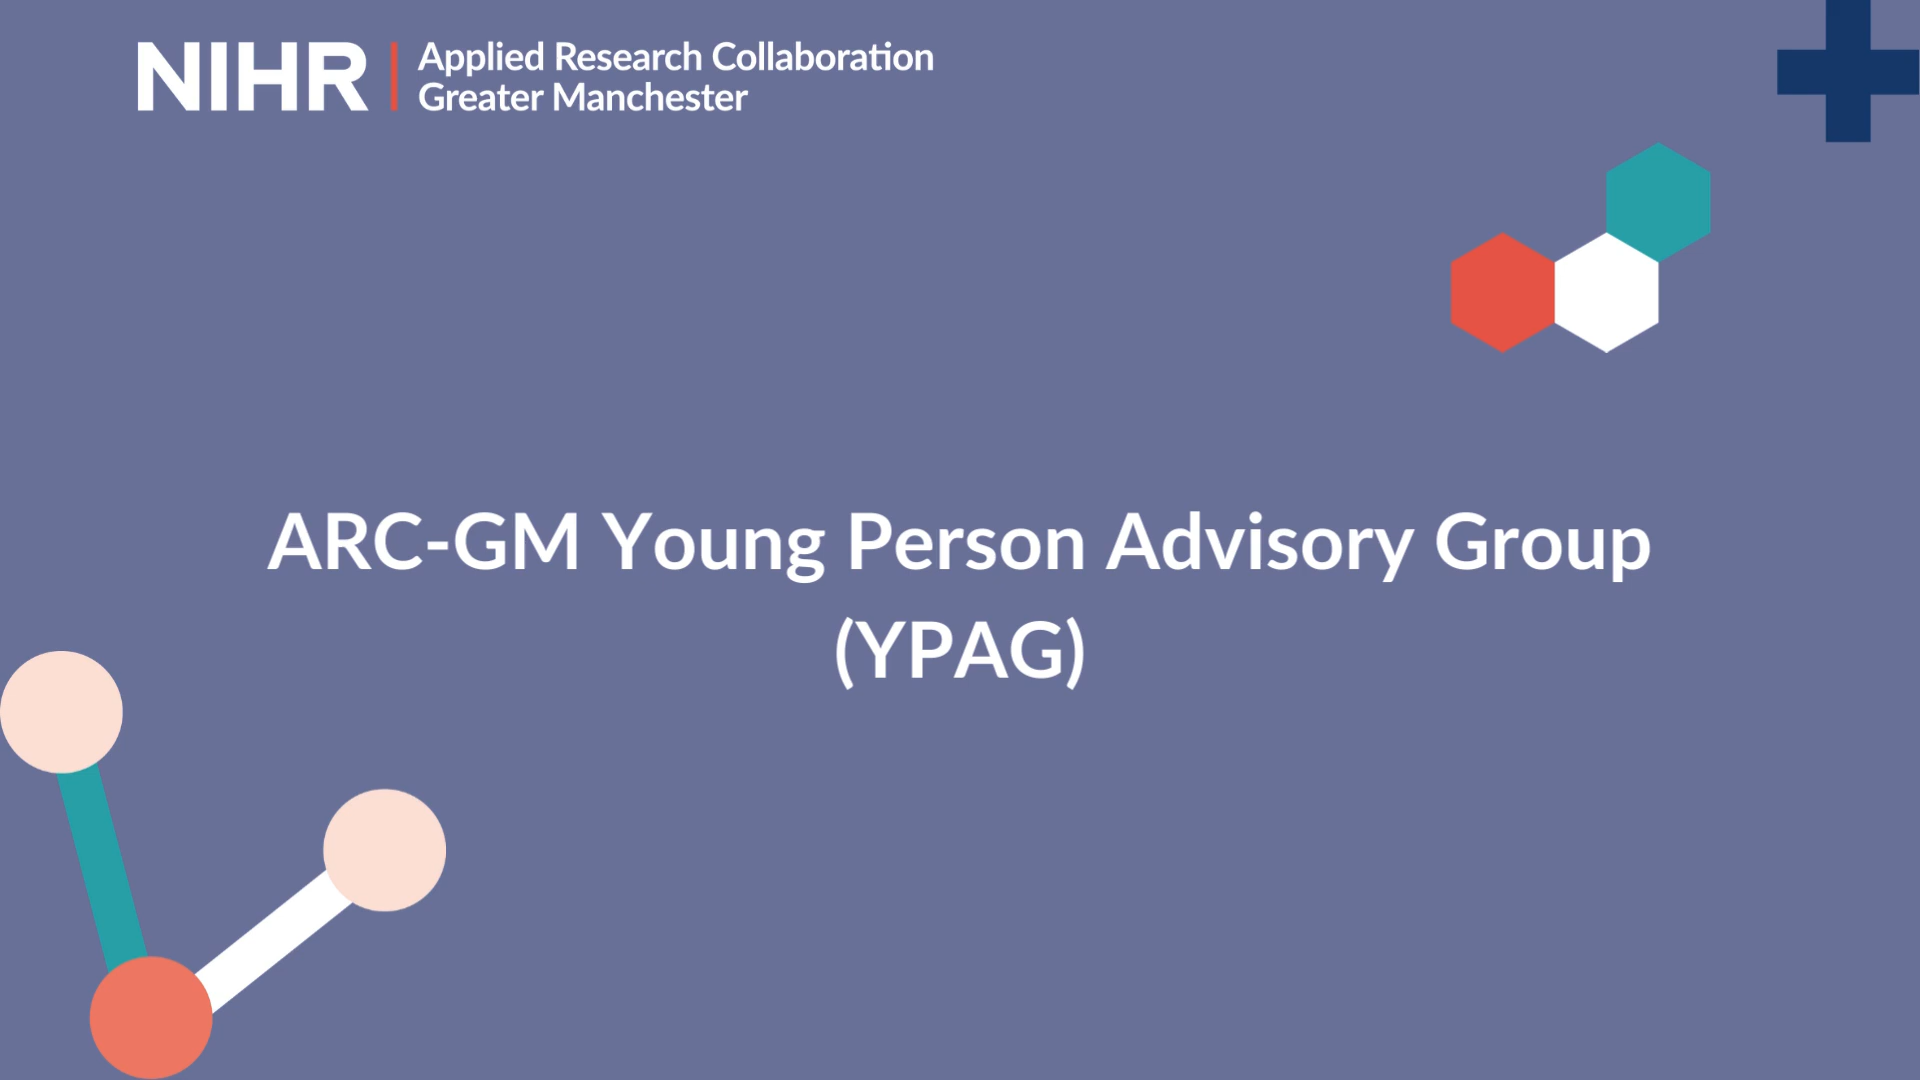 NIHR | Applied Research Collaboration
Greater Manchester
ARC-GM Young Person Advisory Group
(YPAG)